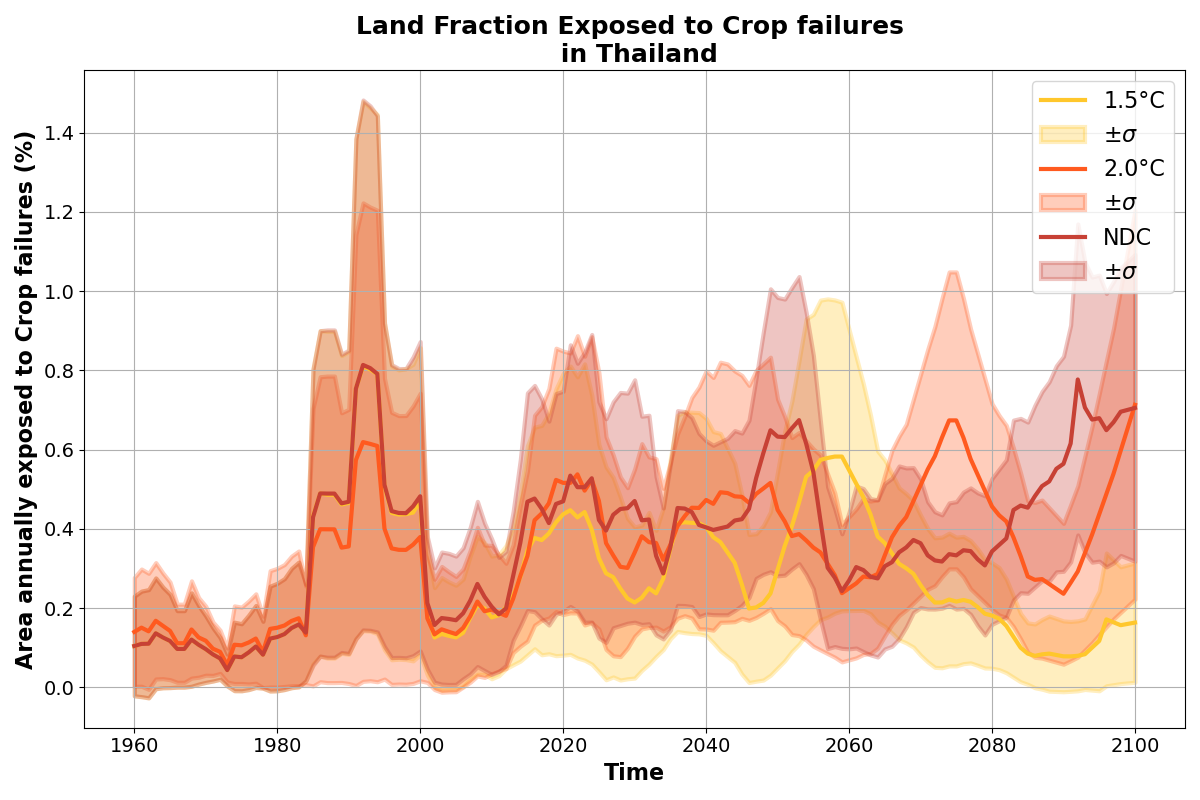 Land Fraction Exposed to Crop failures
in Thailand
Area annually exposed to Crop failures (%)
1.4
1.2
1.0
0.8
0.6
0.4
0.2
0.0
1.5°C
±σ
2.0°C
±σ
NDC
±σ
1960
1980
2000
2020
2040
2060
2080
2100
Time